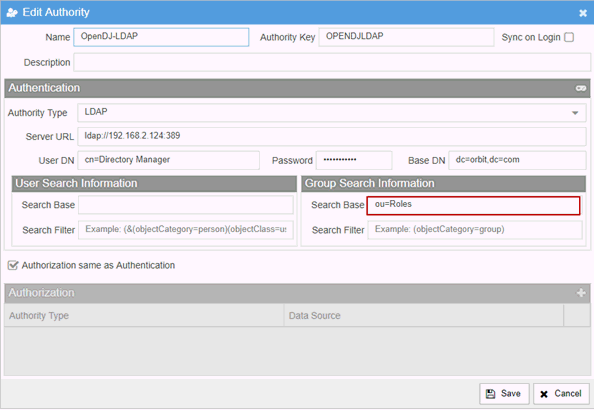 Edit Authority
Name OpenDJ-LDAP Authority Key OPENDJLDAP Sync on Login
Description
Authentication
Authority Type LDAP
Server URL ldap://192.168.2.124:389
User DN cn=Directory Manager Password ••••••••••• Base DN dc=orbit,dc=com
User Search Information Group Search Information
Search Base Search Base ou=Roles
Search Filter Example: (&(objectCategory=person)(objectClass=us Search Filter Example: (objectCategory=group)
Authorization same as Authentication
Authorization
Authority Type Data Source
Save Cancel